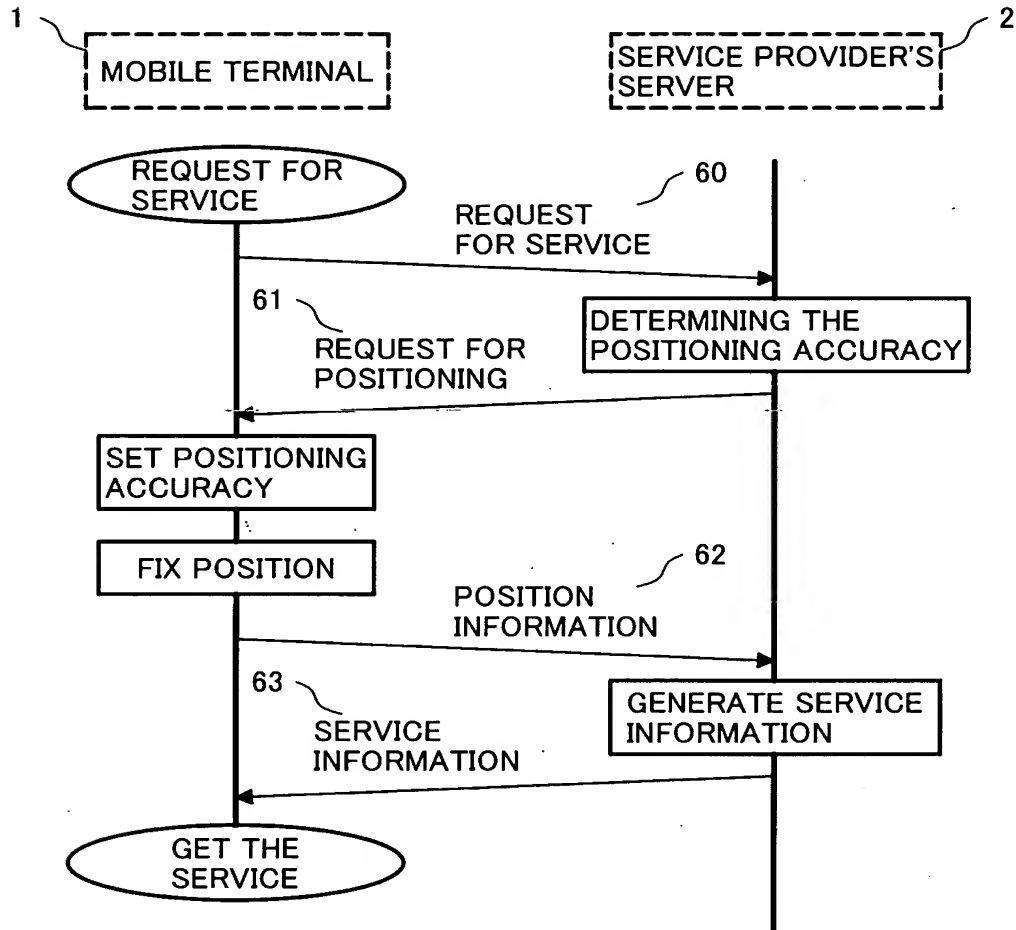 1
2
MOBILE TERMINAL
SERVICE PROVIDER'S
SERVER
REQUEST FOR
SERVICE
60
REQUEST
FOR SERVICE
61
DETERMINING THE
POSITIONING ACCURACY
REQUEST FOR
POSITIONING
SET POSITIONING
ACCURACY
FIX POSITION
62
POSITION
INFORMATION
63
GENERATE SERVICE
INFORMATION
SERVICE
INFORMATION
GET THE
SERVICE